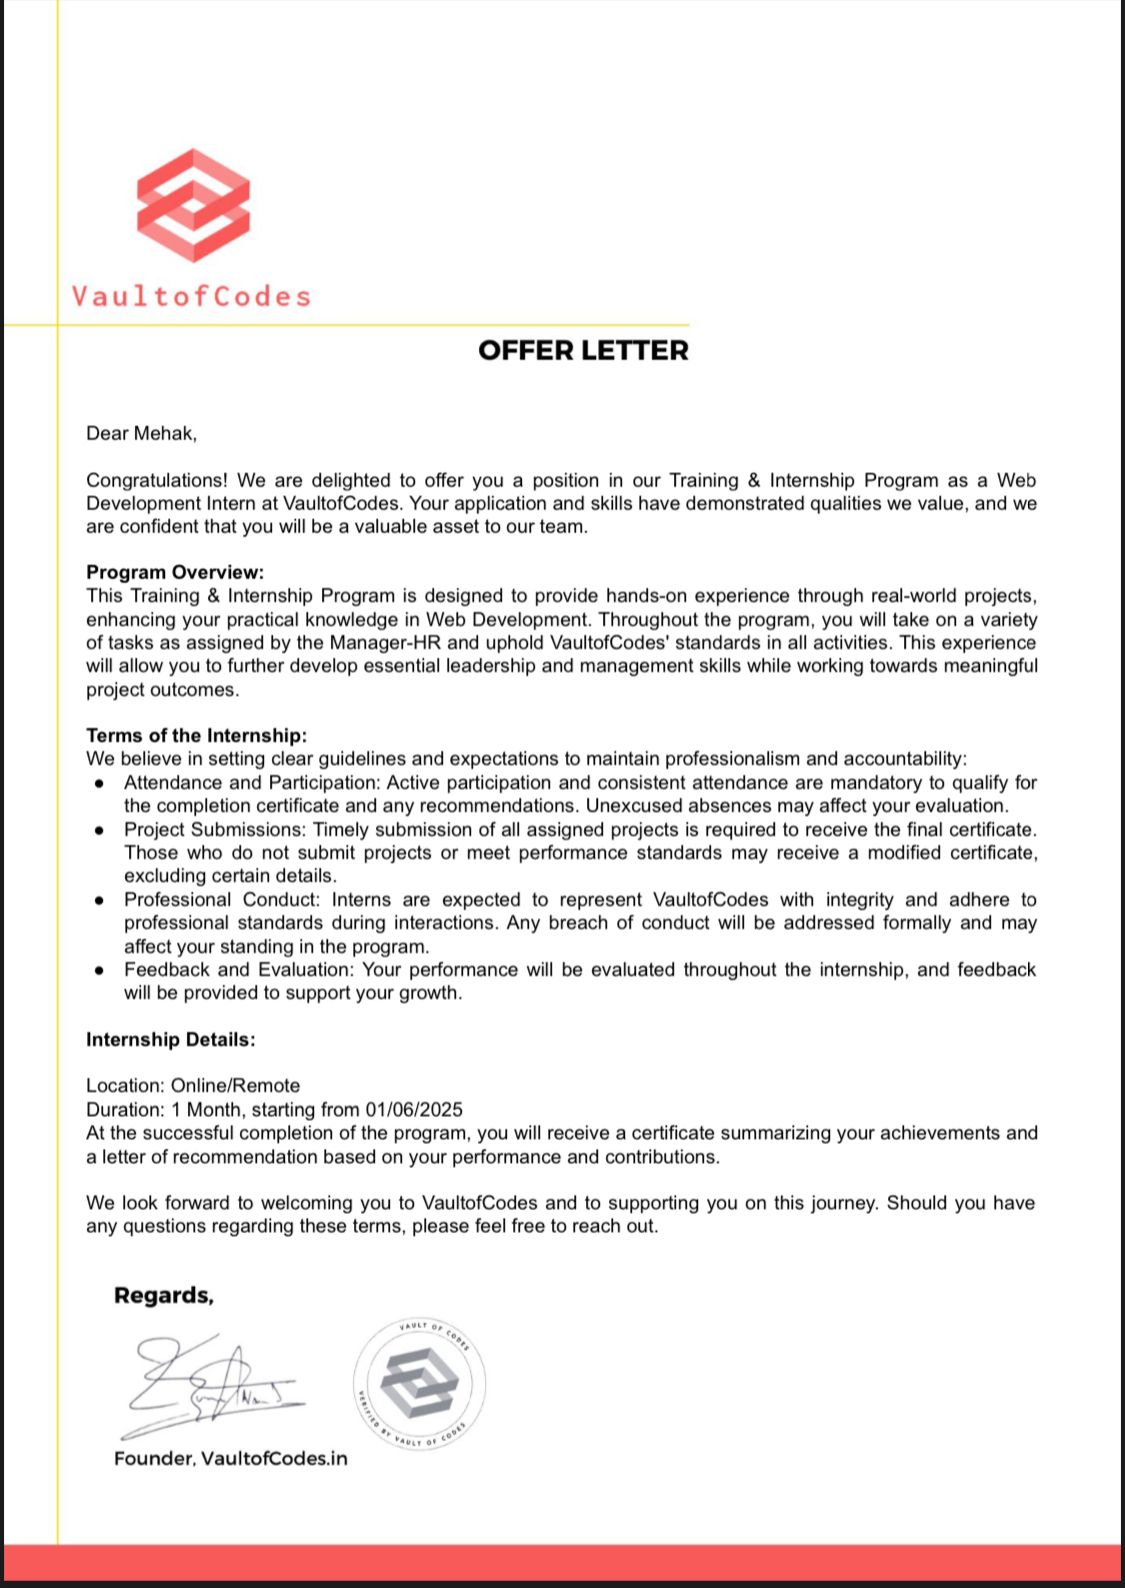 VaultofCodes
OFFER LETTER
Dear Mehak,
Congratulations! We are delighted to offer you a position in our Training & Internship Program as a Web
Development Intern at VaultofCodes. Your application and skills have demonstrated qualities we value, and we
are confident that you will be a valuable asset to our team.
Program Overview:
This Training & Internship Program is designed to provide hands-on experience through real-world projects,
enhancing your practical knowledge in Web Development. Throughout the program, you will take on a variety
of tasks as assigned by the Manager-HR and uphold VaultofCodes' standards in all activities. This experience
will allow you to further develop essential leadership and management skills while working towards meaningful
project outcomes.
Terms of the Internship:
We believe in setting clear guidelines and expectations to maintain professionalism and accountability:
● Attendance and Participation: Active participation and consistent attendance are mandatory to qualify for
the completion certificate and any recommendations. Unexcused absences may affect your evaluation.
● Project Submissions: Timely submission of all assigned projects is required to receive the final certificate.
Those who do not submit projects or meet performance standards may receive a modified certificate,
excluding certain details.
● Professional Conduct: Interns are expected to represent VaultofCodes with integrity and adhere to
professional standards during interactions. Any breach of conduct will be addressed formally and may
affect your standing in the program.
● Feedback and Evaluation: Your performance will be evaluated throughout the internship, and feedback
will be provided to support your growth.
Internship Details:
Location: Online/Remote
Duration: 1 Month, starting from 01/06/2025
At the successful completion of the program, you will receive a certificate summarizing your achievements and
a letter of recommendation based on your performance and contributions.
We look forward to welcoming you to VaultofCodes and to supporting you on this journey. Should you have
any questions regarding these terms, please feel free to reach out.
Regards,
VAULT OF CODES
VERIFIED BY VAULT OF CODES
Founder, VaultofCodes.in